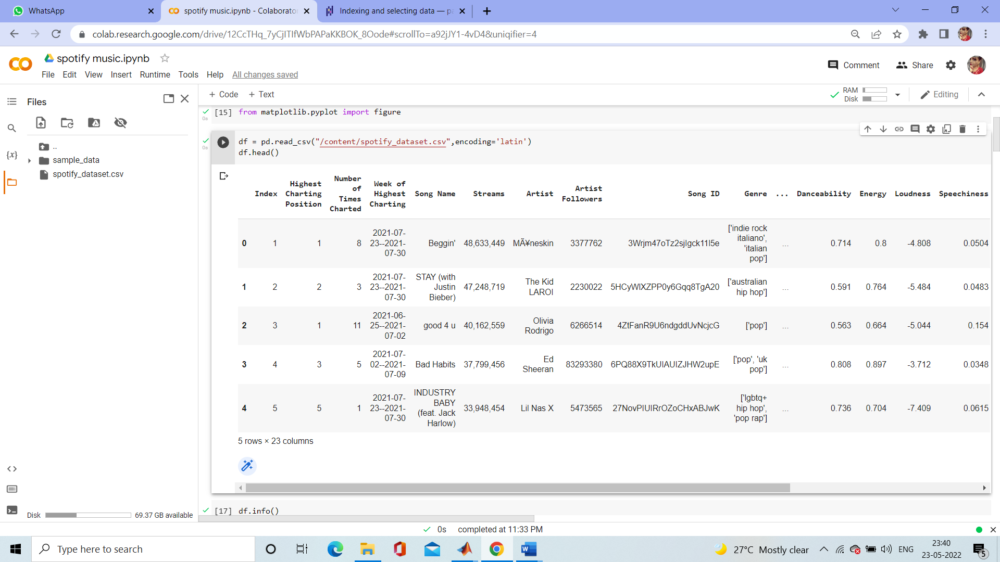 WhatsApp
spotify music.ipynb - Colaborato
Indexing and selecting data — pa
colab.research.google.com/drive/12CcTHq_7yCjITIfWbPAPaKKBOK_8Oode#scrollTo=a92jJY1-4vD4&uniqifier=4
spotify music.ipynb
File Edit View Insert Runtime Tools Help All changes saved
Comment Share
Files
+ Code + Text
RAM
Disk
Editing
..
sample_data
spotify_dataset.csv
{x}
Disk 69.37 GB available
[15] from matplotlib.pyplot import figure
0s
df = pd.read_csv("/content/spotify_dataset.csv",encoding='latin')
0s
df.head()
Index Highest Charting Position Number of Times Charted Week of Highest Charting Song Name Streams Artist Artist Followers Song ID Genre ... Danceability Energy Loudness Speechiness
0 1 1 8 2021-07-23--2021-07-30 Beggin' 48,633,449 MÃ¥neskin 3377762 3Wrjm47oTz2sjIgck11l5e ['indie rock italiano', 'italian pop'] ... 0.714 0.8 -4.808 0.0504
1 2 2 3 2021-07-23--2021-07-30 STAY (with Justin Bieber) 47,248,719 The Kid LAROI 2230022 5HCyWlXZPP0y6Gqq8TgA20 ['australian hip hop'] ... 0.591 0.764 -5.484 0.0483
2 3 1 11 2021-06-25--2021-07-02 good 4 u 40,162,559 Olivia Rodrigo 6266514 4ZtFanR9U6ndgddUvNcjcG ['pop'] ... 0.563 0.664 -5.044 0.154
3 4 3 5 2021-07-02--2021-07-09 Bad Habits 37,799,456 Ed Sheeran 83293380 6PQ88X9TkUIAUIZJHW2upE ['pop', 'uk pop'] ... 0.808 0.897 -3.712 0.0348
4 5 5 1 2021-07-23--2021-07-30 INDUSTRY BABY (feat. Jack Harlow) 33,948,454 Lil Nas X 5473565 27NovPIUIRrOZoCHxABJwK ['lgbtq+ hip hop', 'pop rap'] ... 0.736 0.704 -7.409 0.0615
5 rows × 23 columns
[17] df.info()
0s completed at 11:33 PM
Type here to search
27°C Mostly clear
ENG
23:40
23-05-2022
5